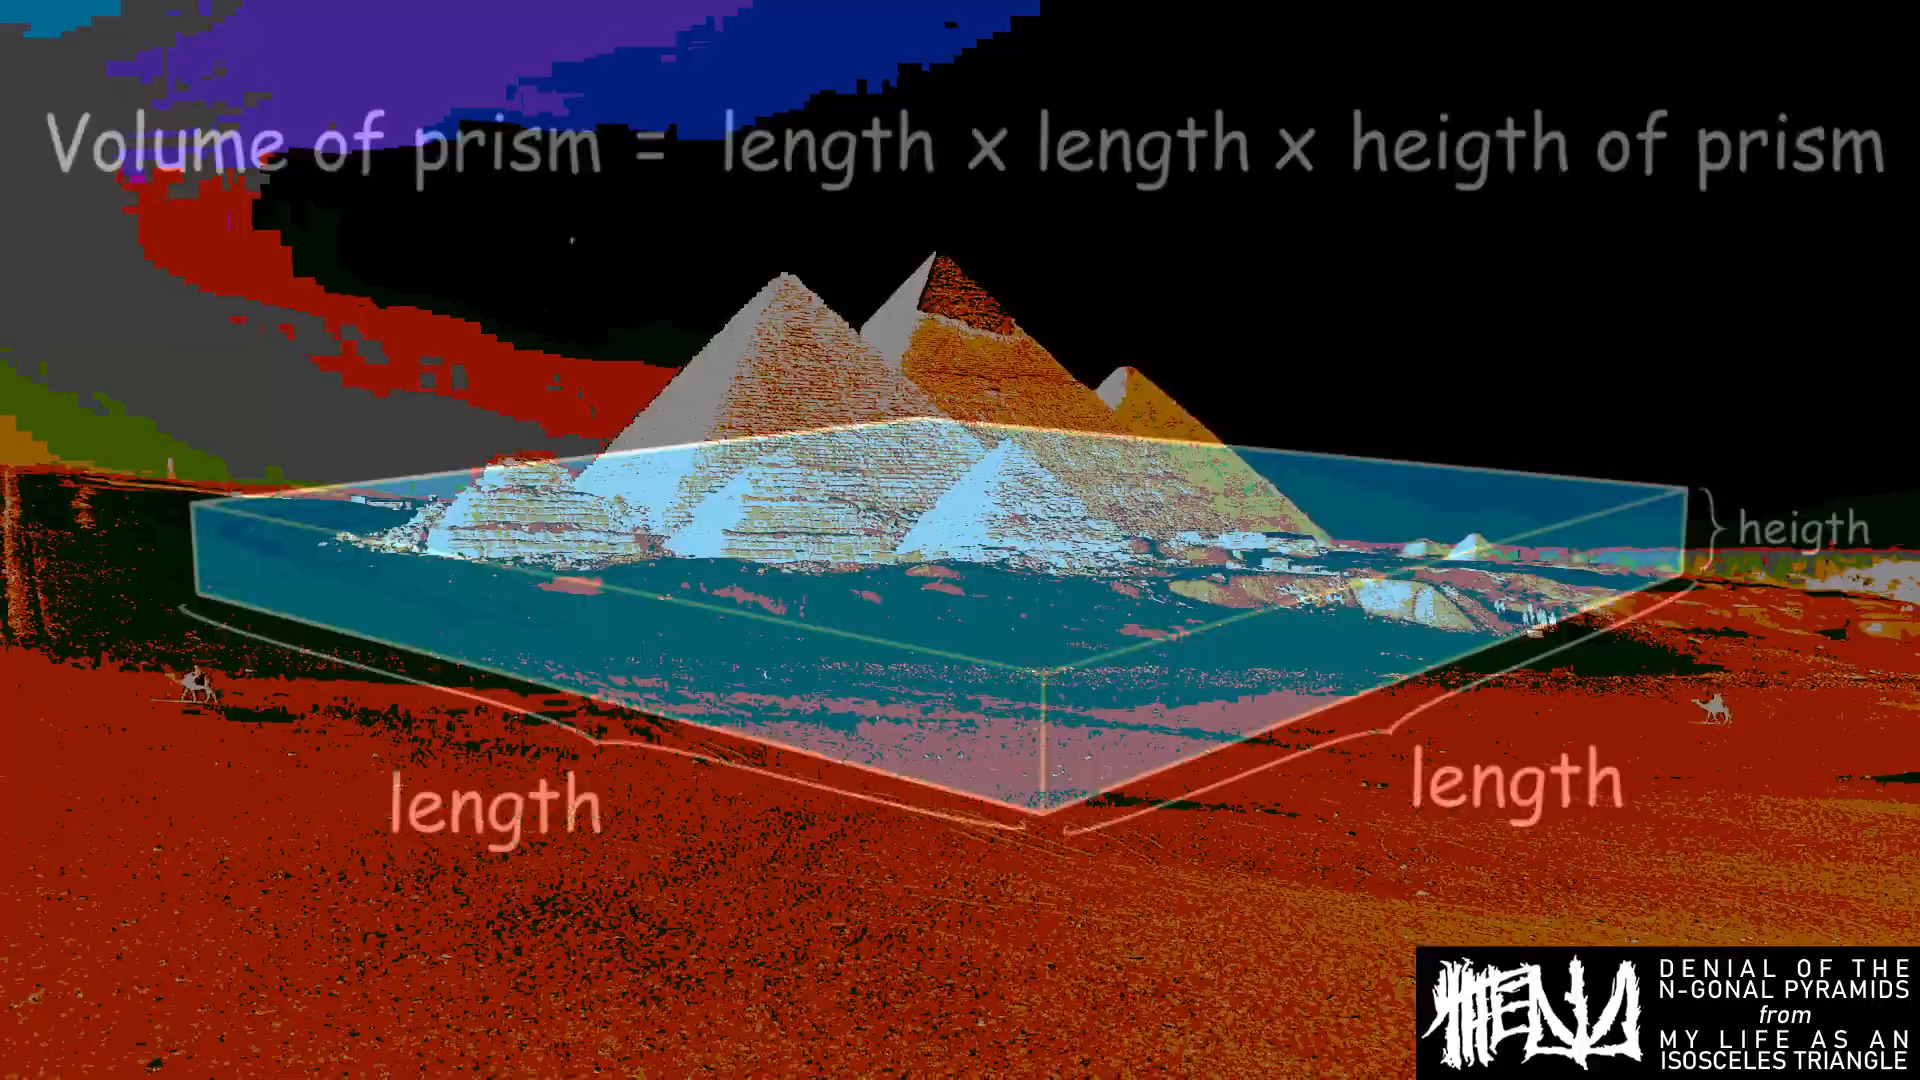 Volume of prism = length x length x heigth of prism
heigth
length
length
DENIAL OF THE
N-GONAL PYRAMIDS
from
MY LIFE AS AN
ISOSCELES TRIANGLE